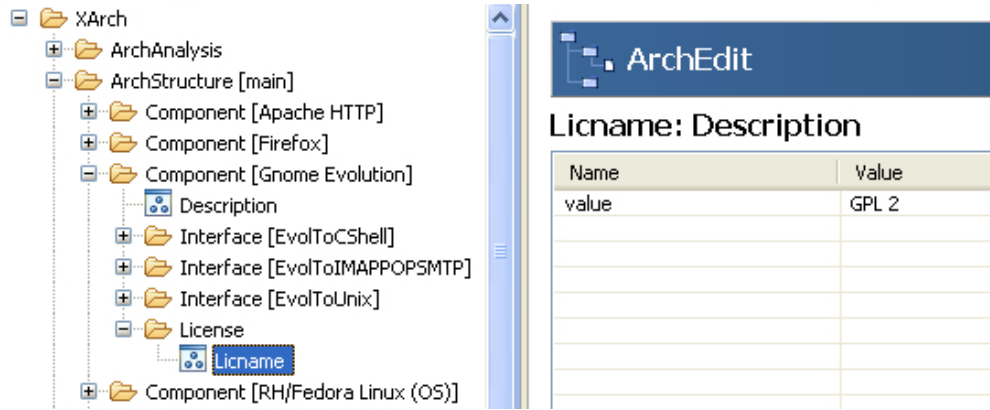 XArch
ArchAnalysis
ArchStructure [main]
Component [Apache HTTP]
Component [Firefox]
Component [Gnome Evolution]
Description
Interface [EvolToCShell]
Interface [EvolToIMAPPOPSMTP]
Interface [EvolToUnix]
License
Licname
Component [RH/Fedora Linux (OS)]
ArchEdit
Licname: Description
Name Value
value GPL 2